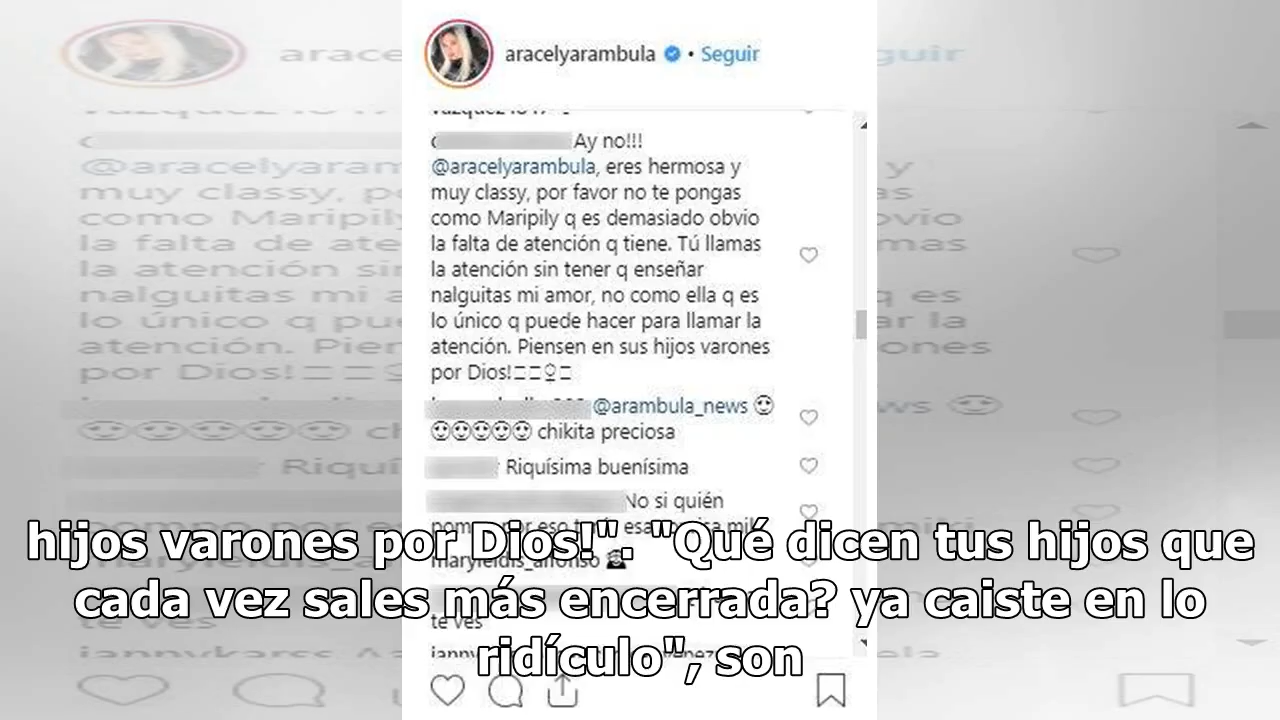 aracelyarambula • Seguir
Ay no!!!
@aracelyarambula, eres hermosa y
muy classy, por favor no te pongas
como Maripily q es demasiado obvio
la falta de atención q tiene. Tú llamas
la atención sin tener q enseñar
nalguitas mi amor, no como ella q es
lo único q puede hacer para llamar la
atención. Piensen en sus hijos varones
por Dios!
@arambula_news
chikita preciosa
Riquísima buenísima
No si quién
hijos varones por Dios!". "Qué dicen tus hijos que
cada vez sales más encerrada? ya caiste en lo
ridículo", son
te ves